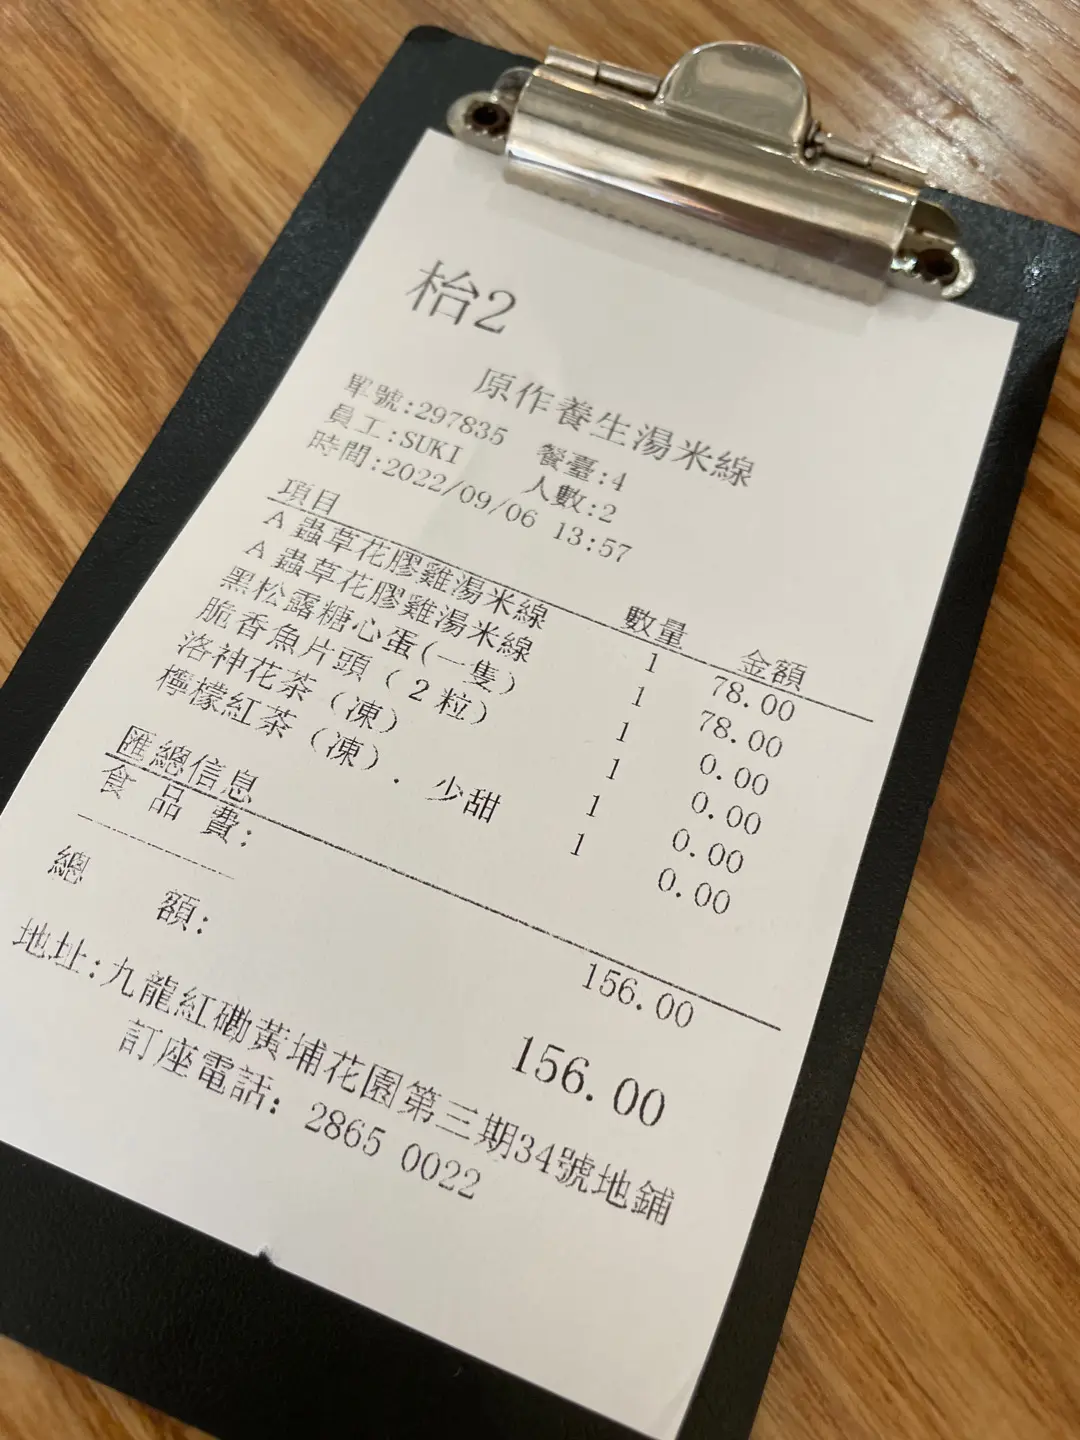 枱2
原作養生湯米線
單號:297835 餐臺:4
員工:SUKI 人數:2
時間:2022/09/06 13:57
項目 數量 金額
A 蟲草花膠雞湯米線 1 78.00
A 蟲草花膠雞湯米線 1 78.00
黑松露糖心蛋(一隻) 1 0.00
脆香魚片頭(2粒) 1 0.00
洛神花茶(凍) 1 0.00
檸檬紅茶(凍). 少甜 1 0.00
匯總信息
食品費: 156.00
總額: 156.00
地址:九龍紅磡黃埔花園第三期34號地鋪
訂座電話: 2865 0022